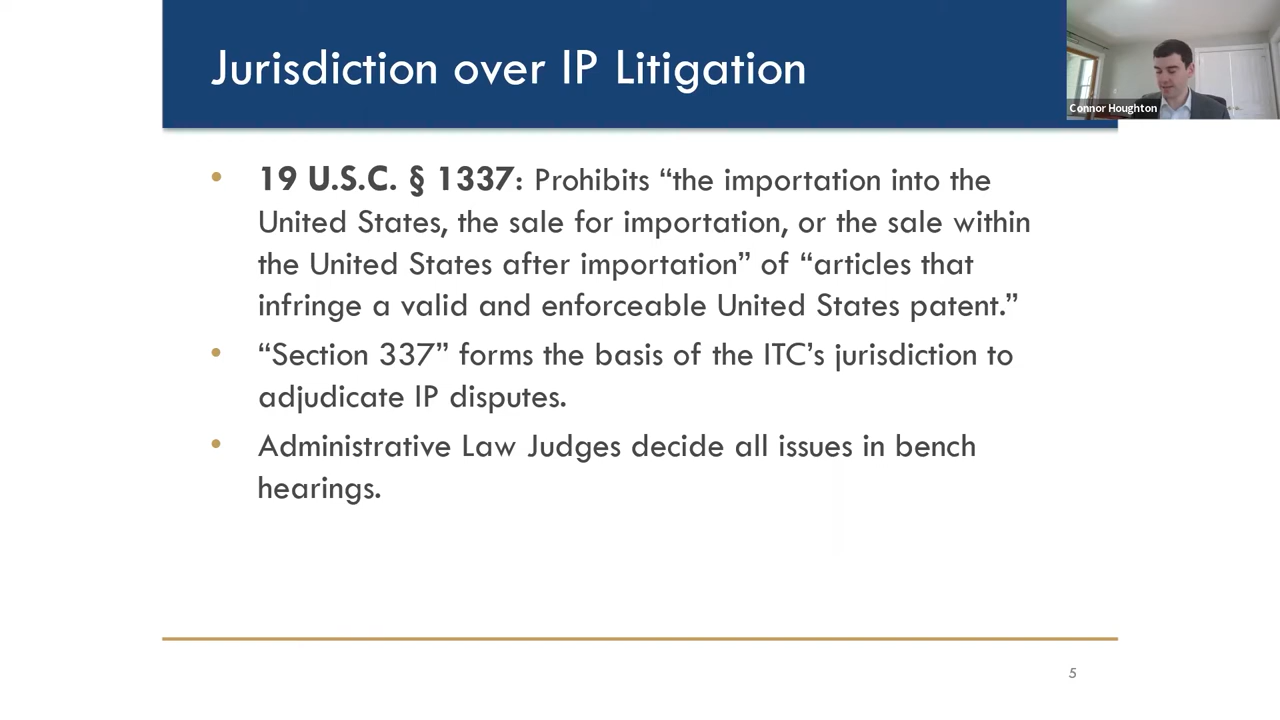 Jurisdiction over IP Litigation
Connor Houghton
• 19 U.S.C. § 1337: Prohibits “the importation into the
United States, the sale for importation, or the sale within
the United States after importation” of “articles that
infringe a valid and enforceable United States patent.”
• “Section 337” forms the basis of the ITC’s jurisdiction to
adjudicate IP disputes.
• Administrative Law Judges decide all issues in bench
hearings.
5